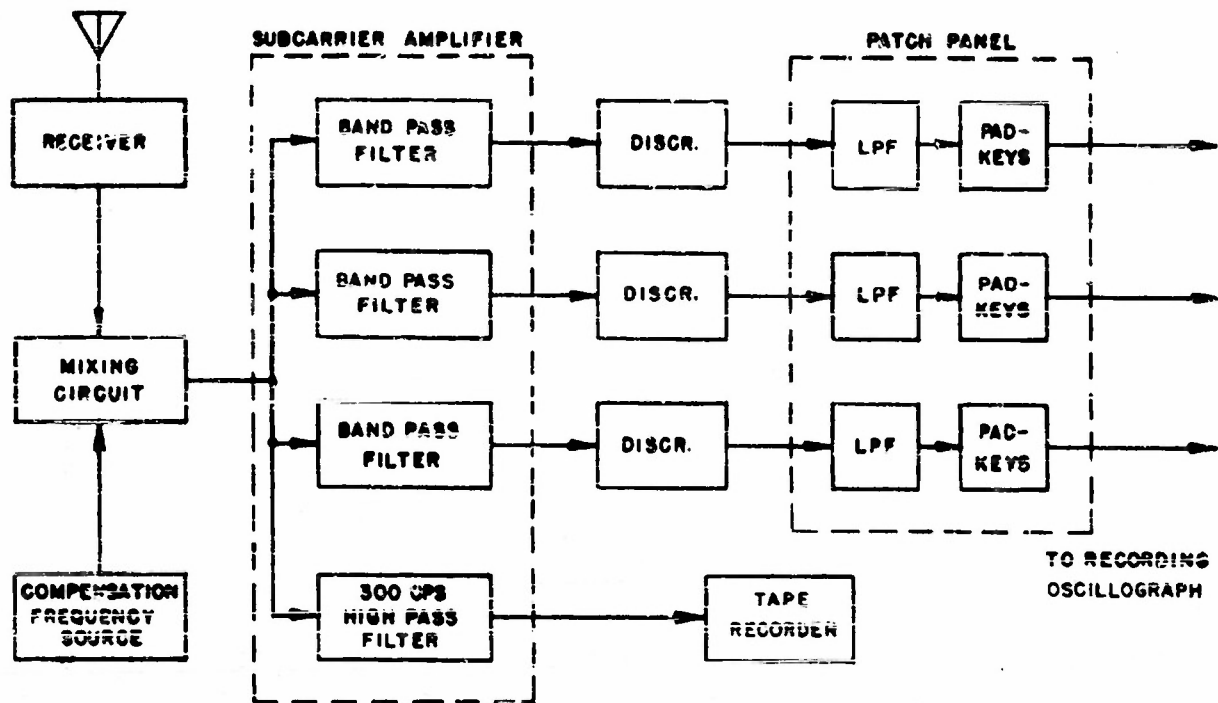 SUBCARRIER AMPLIFIER
PATCH PANEL
RECEIVER
BAND PASS
FILTER
DISCR.
LPF
PAD-
KEYS
BAND PASS
FILTER
DISCR.
LPF
PAD-
KEYS
MIXING
CIRCUIT
BAND PASS
FILTER
DISCR.
LPF
PAD-
KEYS
TO RECORDING
OSCILLOGRAPH
COMPENSATION
FREQUENCY
SOURCE
300 CPS
HIGH PASS
FILTER
TAPE
RECORDER